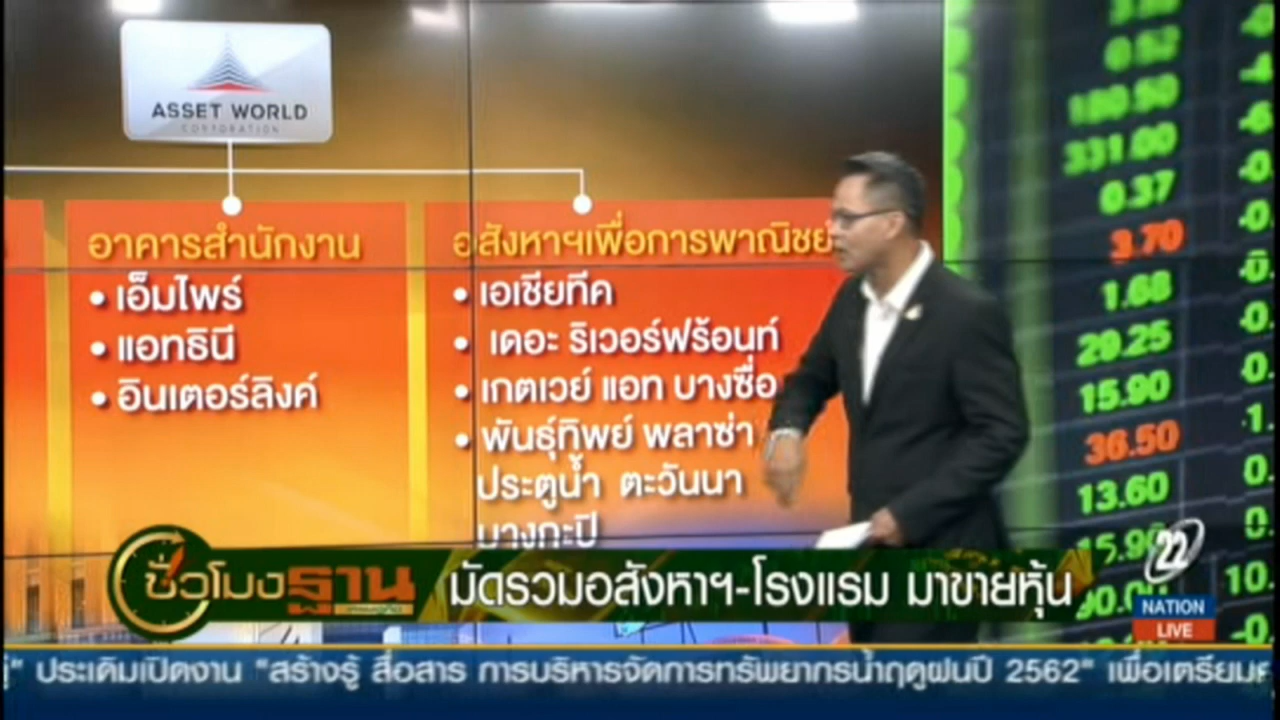 ASSET WORLD
CORPORATION
อาคารสำนักงาน
• เอ็มไพร์
• แอทธินี
• อินเตอร์ลิงค์
อสังหาฯเพื่อการพาณิชย์
• เอเชียทีค
• เดอะ ริเวอร์ฟร้อนท์
• เกตเวย์ แอท บางซื่อ
• พันธุ์ทิพย์ พลาซ่า
ประตูน้ำ ตะวันนา
บางกะปิ
0.52
180.90
331.00
0.37
3.70
1.68
29.25
15.90
36.50
13.60
15.90
90.00
22
NATION
LIVE
ชั่วโมงฐาน
มัดรวมอสังหาฯ-โรงแรม มาขายหุ้น
ประเดิมเปิดงาน "สร้างรู้ สื่อสาร การบริหารจัดการทรัพยากรน้ำฤดูฝนปี 2562" เพื่อเตรียม